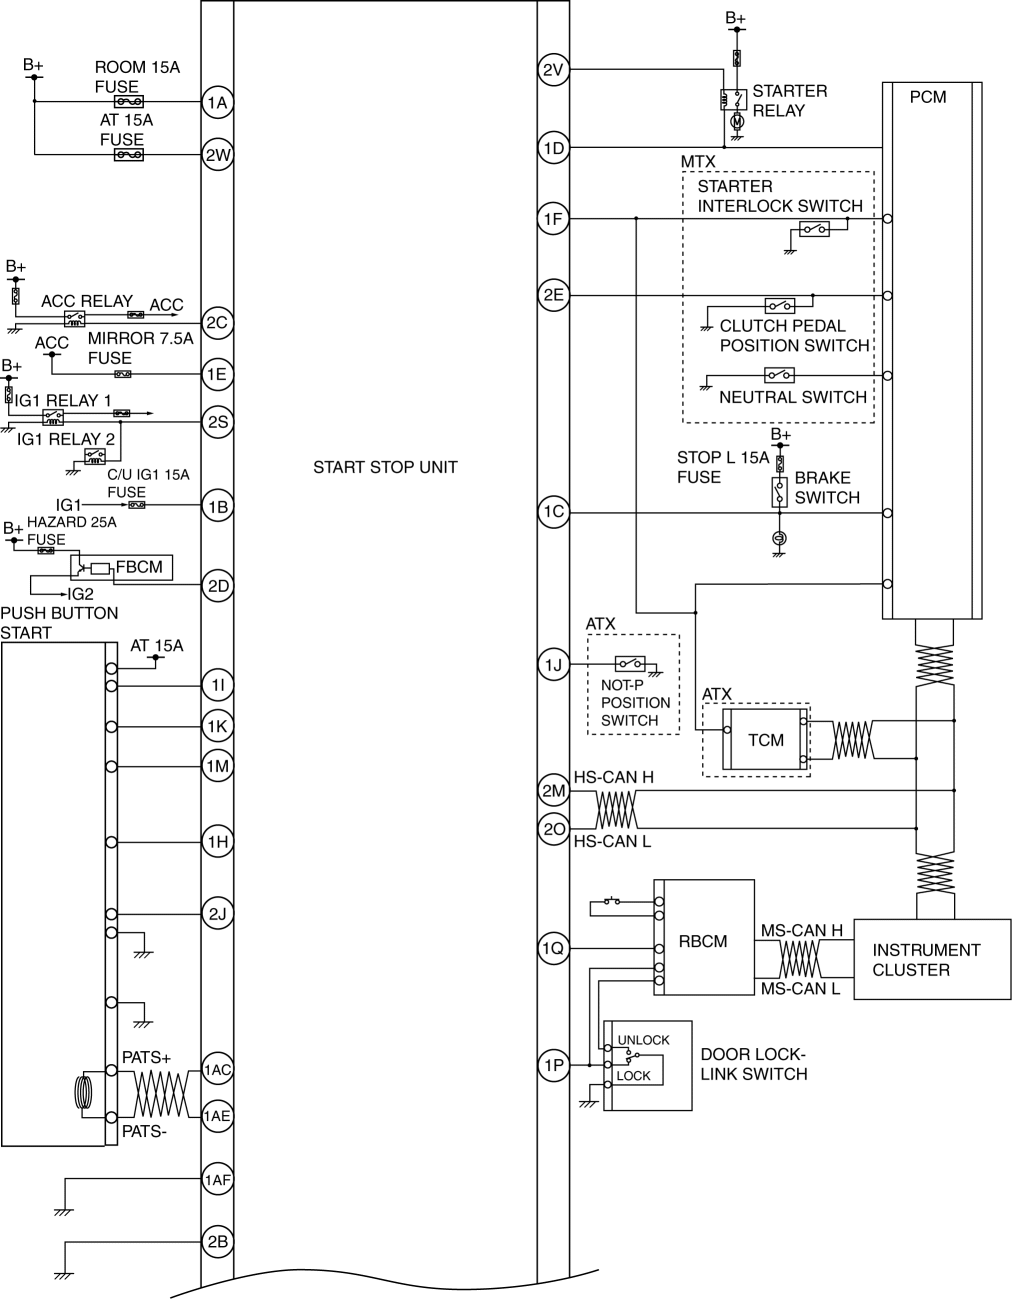 B+
ROOM 15A
FUSE
1A
AT 15A
FUSE
2W
B+
ACC RELAY
ACC
2C
MIRROR 7.5A
FUSE
ACC
1E
B+
IG1 RELAY 1
2S
IG1 RELAY 2
C/U IG1 15A
FUSE
IG1
1B
B+
HAZARD 25A
FUSE
FBCM
IG2
2D
PUSH BUTTON
START
AT 15A
1I
1K
1M
1H
2J
PATS+
1AC
1AE
PATS-
1AF
2B
START STOP UNIT
B+
2V
STARTER
RELAY
M
PCM
1D
MTX
STARTER
INTERLOCK SWITCH
1F
2E
CLUTCH PEDAL
POSITION SWITCH
NEUTRAL SWITCH
B+
STOP L 15A
FUSE
BRAKE
SWITCH
1C
ATX
1J
NOT-P
POSITION
SWITCH
ATX
TCM
HS-CAN H
2M
2O
HS-CAN L
1Q
RBCM
MS-CAN H
MS-CAN L
INSTRUMENT
CLUSTER
1P
UNLOCK
LOCK
DOOR LOCK-
LINK SWITCH